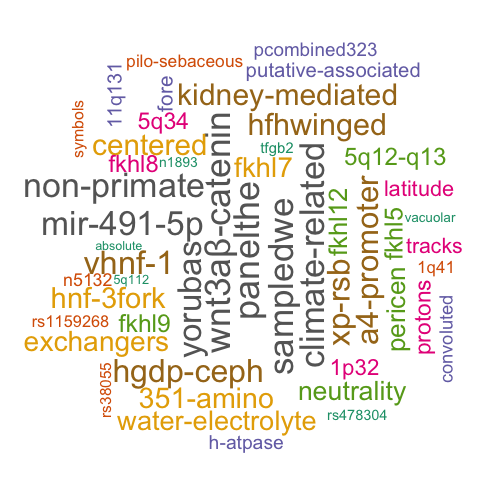 pcombined323
pilo-sebaceous
putative-associated
11q131
fore
kidney-mediated
symbols
5q34
hfhwinged
centered
tfgb2
fkhl8
n1893
fkhl7
5q12-q13
non-primate
wnt3aβ-catenin
latitude
mir-491-5p
panelthe
fkhl12
fkhl5
vacuolar
absolute
yorubas
sampledwe
climate-related
xp-rsb
a4-promoter
tracks
vhnf-1
n5132
5q112
pericen
protons
1q41
hnf-3fork
convoluted
rs1159268
fkhl9
exchangers
hgdp-ceph
1p32
rs38055
351-amino
neutrality
water-electrolyte
rs478304
h-atpase